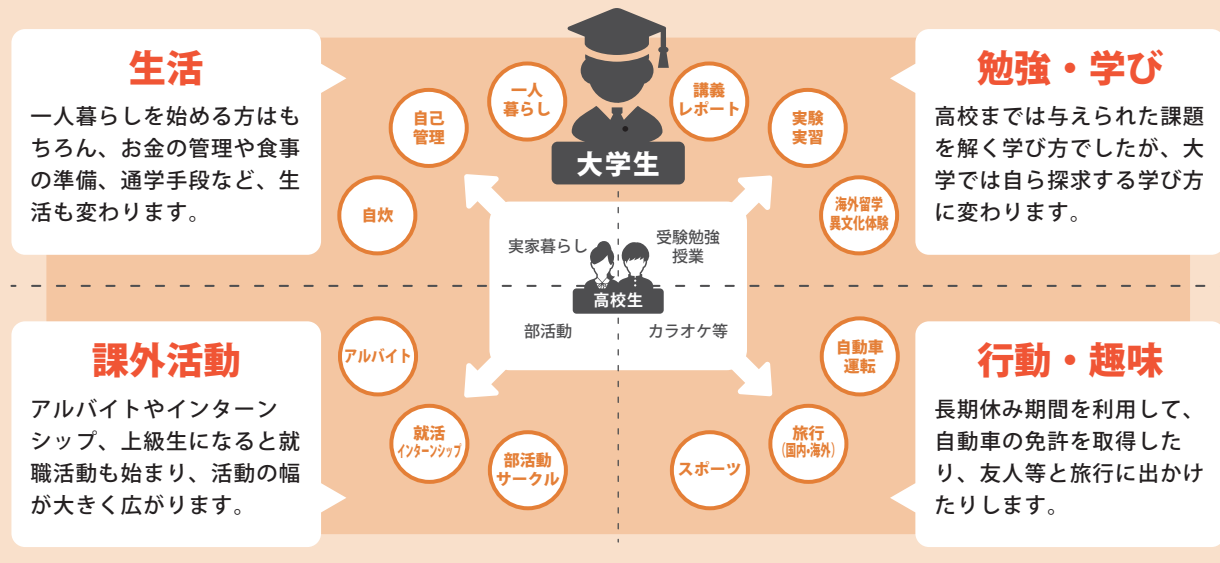 生活
一人暮らしを始める方はも
ちろん、お金の管理や食事
の準備、通学手段など、生
活も変わります。
自炊
自己
管理
一人
暮らし
大学生
講義
レポート
実験
実習
海外留学
異文化体験
勉強・学び
高校までは与えられた課題
を解く学び方でしたが、大
学では自ら探求する学び方
に変わります。
実家暮らし
受験勉強
授業
高校生
部活動
カラオケ等
課外活動
アルバイトやインターン
シップ、上級生になると就
職活動も始まり、活動の幅
が大きく広がります。
アルバイト
就活
インターンシップ
部活動
サークル
スポーツ
旅行
(国内・海外)
自動車
運転
行動・趣味
長期休み期間を利用して、
自動車の免許を取得した
り、友人等と旅行に出かけ
たりします。